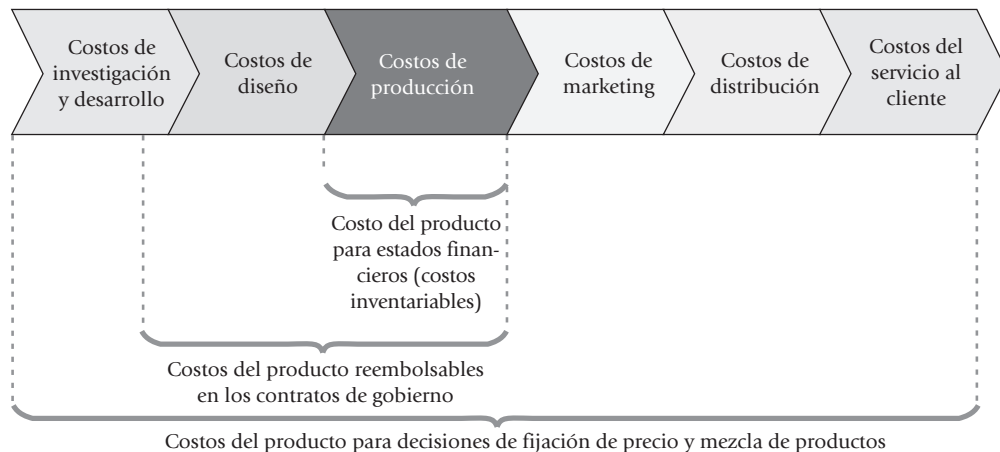 Costos de
investigación
y desarrollo
Costos de
diseño
Costos de
producción
Costos de
marketing
Costos de
distribución
Costos del
servicio al
cliente
Costo del producto
para estados finan-
cieros (costos
inventariables)
Costos del producto reembolsables
en los contratos de gobierno
Costos del producto para decisiones de fijación de precio y mezcla de productos